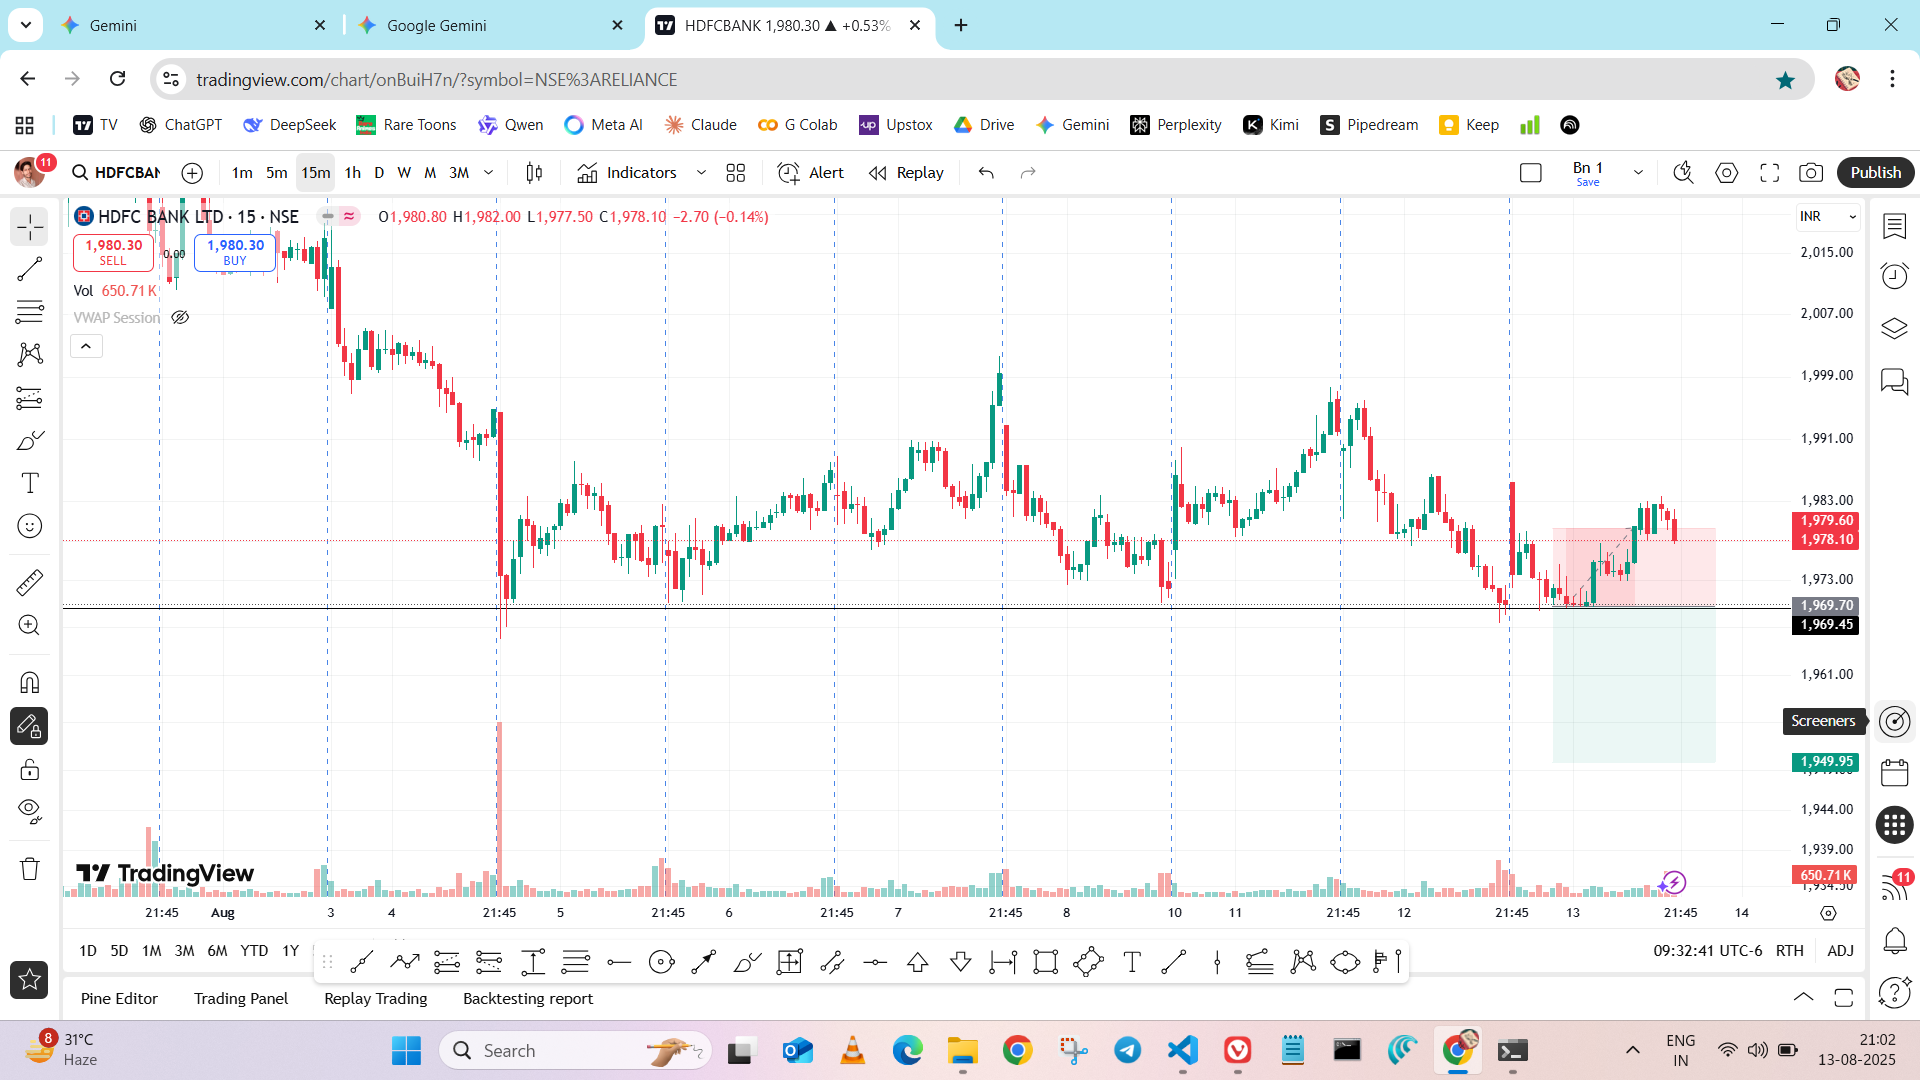 Gemini
Google Gemini
HDFCBANK 1,980.30 ▲ +0.53%
tradingview.com/chart/onBuiH7n/?symbol=NSE%3ARELIANCE
TV ChatGPT DeepSeek Rare Toons Qwen Meta AI Claude G Colab Upstox Drive Gemini Perplexity Kimi Pipedream Keep
11 HDFCBAN 1m 5m 15m 1h D W M 3M Indicators Alert Replay Bn 1 Save Publish
HDFC BANK LTD · 15 · NSE O1,980.80 H1,982.00 L1,977.50 C1,978.10 −2.70 (−0.14%)
INR
1,980.30 SELL 0.00 1,980.30 BUY
Vol 650.71 K
VWAP Session
2,015.00
2,007.00
1,999.00
1,991.00
1,983.00
1,979.60
1,978.10
1,973.00
1,969.70
1,969.45
1,961.00
Screeners
1,949.95
1,944.00
1,939.00
650.71 K
1,934.50
11
TradingView
21:45 Aug 3 4 21:45 5 21:45 6 21:45 7 21:45 8 10 11 21:45 12 21:45 13 21:45 14
1D 5D 1M 3M 6M YTD 1Y
09:32:41 UTC-6 RTH ADJ
Pine Editor Trading Panel Replay Trading Backtesting report
8 31°C
Haze
Search
ENG
IN
21:02
13-08-2025